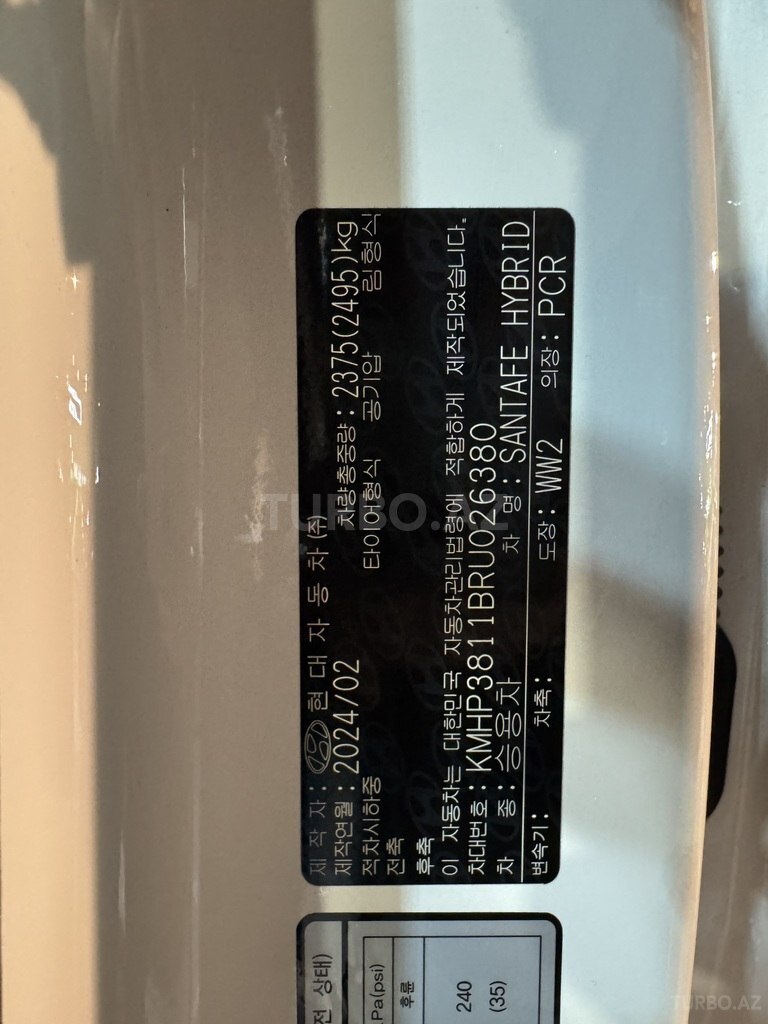 제 작 자 : 현 대 자 동 차 (주)
제작연월 : 2024/02 차량총중량 : 2375(2495)kg
적차시하중 타이어형식 공기압 림형식
전축
후축
이 자동차는 대한민국 자동차관리법령에 적합하게 제작되었습니다.
차대번호 : KMHP3811BRU026380
차 종 : 승용차 차 명 : SANTAFE HYBRID
변속기 : 차축 : 도장 : WW2 의장 : PCR
전 상태)
Pa(psi)
후륜
240
(35)
TURBO.AZ
TURBO.AZ